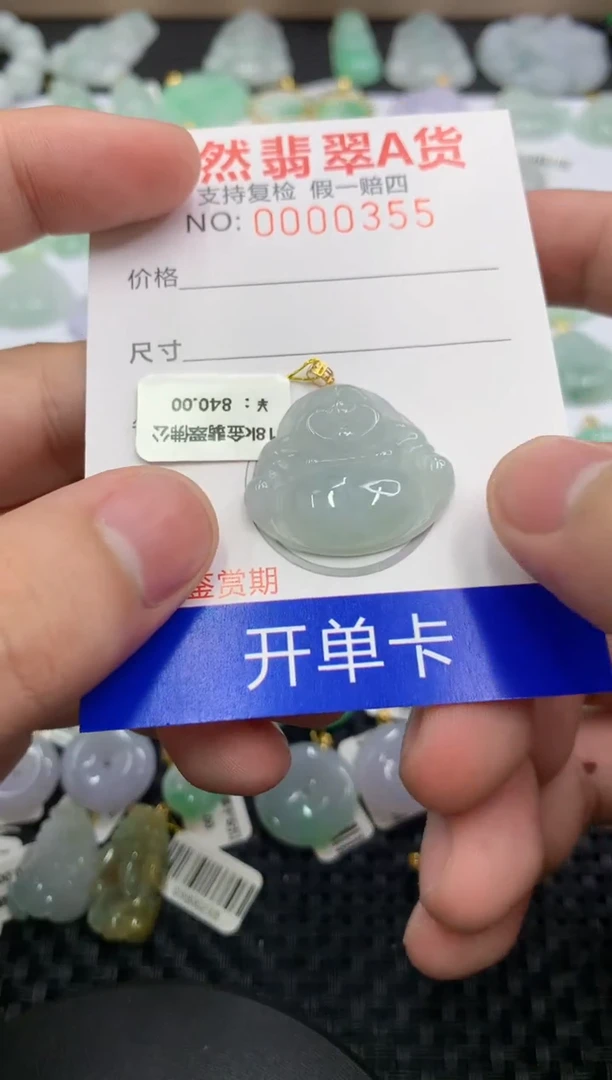 然翡翠A货
支持复检 假一赔四
NO: 0000355
价格
尺寸
¥：840.00
18k金翡翠佛公
鉴赏期
开单卡